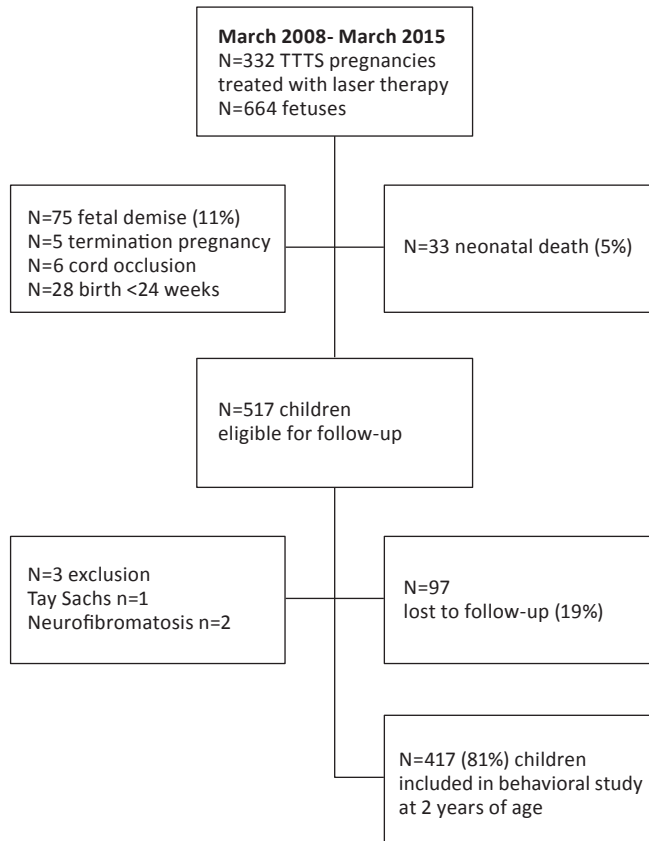 March 2008- March 2015
N=332 TTTS pregnancies
treated with laser therapy
N=664 fetuses
N=75 fetal demise (11%)
N=5 termination pregnancy
N=6 cord occlusion
N=28 birth <24 weeks
N=33 neonatal death (5%)
N=517 children
eligible for follow-up
N=3 exclusion
Tay Sachs n=1
Neurofibromatosis n=2
N=97
lost to follow-up (19%)
N=417 (81%) children
included in behavioral study
at 2 years of age